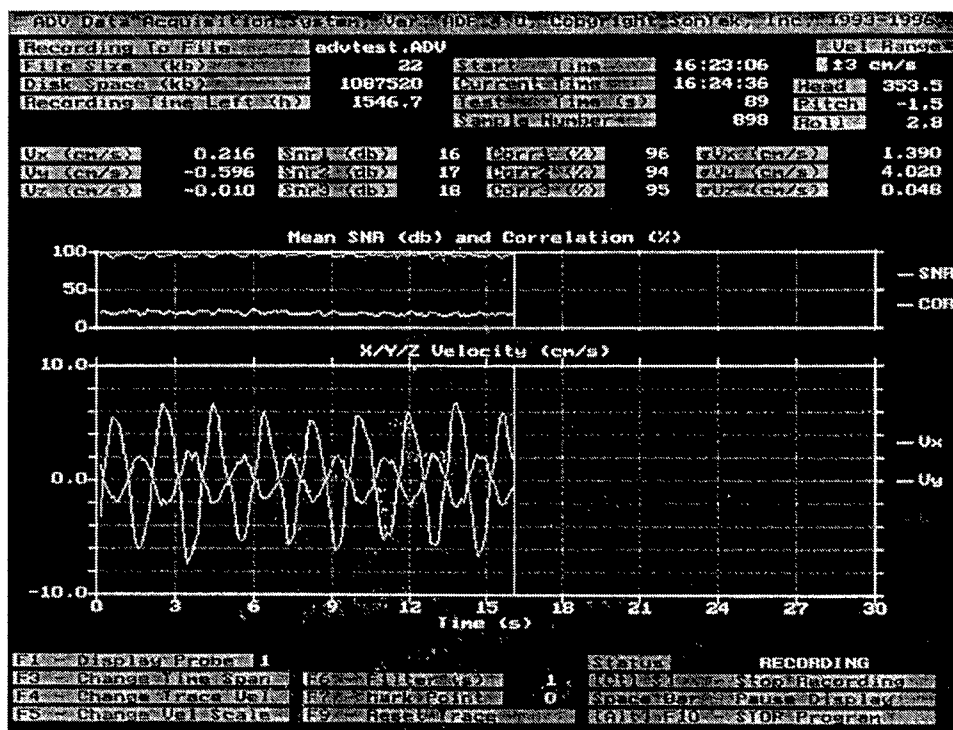 ADV Data Acquisition System, Ver. ADF 3.0, Copyright SonTek, Inc. 1993-1996
Recording To File advtest.ADV Vel Range
File Size (kb) 22 Start Time 16:23:06 ±3 cm/s
Disk Space (kb) 1087520 Current Time 16:24:36 Head 353.5
Recording Time Left (h) 1546.7 Test Time (s) 89 Pitch -1.5
Sample Number 898 Roll 2.8
Vx (cm/s) 0.216 Snr1 (db) 16 Corr1 (%) 96 σVx (cm/s) 1.390
Vy (cm/s) -0.596 Snr2 (db) 17 Corr2 (%) 94 σVy (cm/s) 4.020
Vz (cm/s) -0.010 Snr3 (db) 18 Corr3 (%) 95 σVz (cm/s) 0.048
Mean SNR (db) and Correlation (%)
100
50
0
SNR
COR
X/Y/Z Velocity (cm/s)
10.0
0.0
-10.0
Vx
Vy
0 3 6 9 12 15 18 21 24 27 30
Time (s)
F1 - Display Probe 1 Status RECORDING
F3 - Change Time Span F6 - Filter (s) 1 [Ctl] S - Stop Recording
F4 - Change Trace Vel F7 - Mark Point 0 Space Bar - Pause Display
F5 - Change Vel Scale F9 - Reset Trace [Alt] F10 - STOP Program